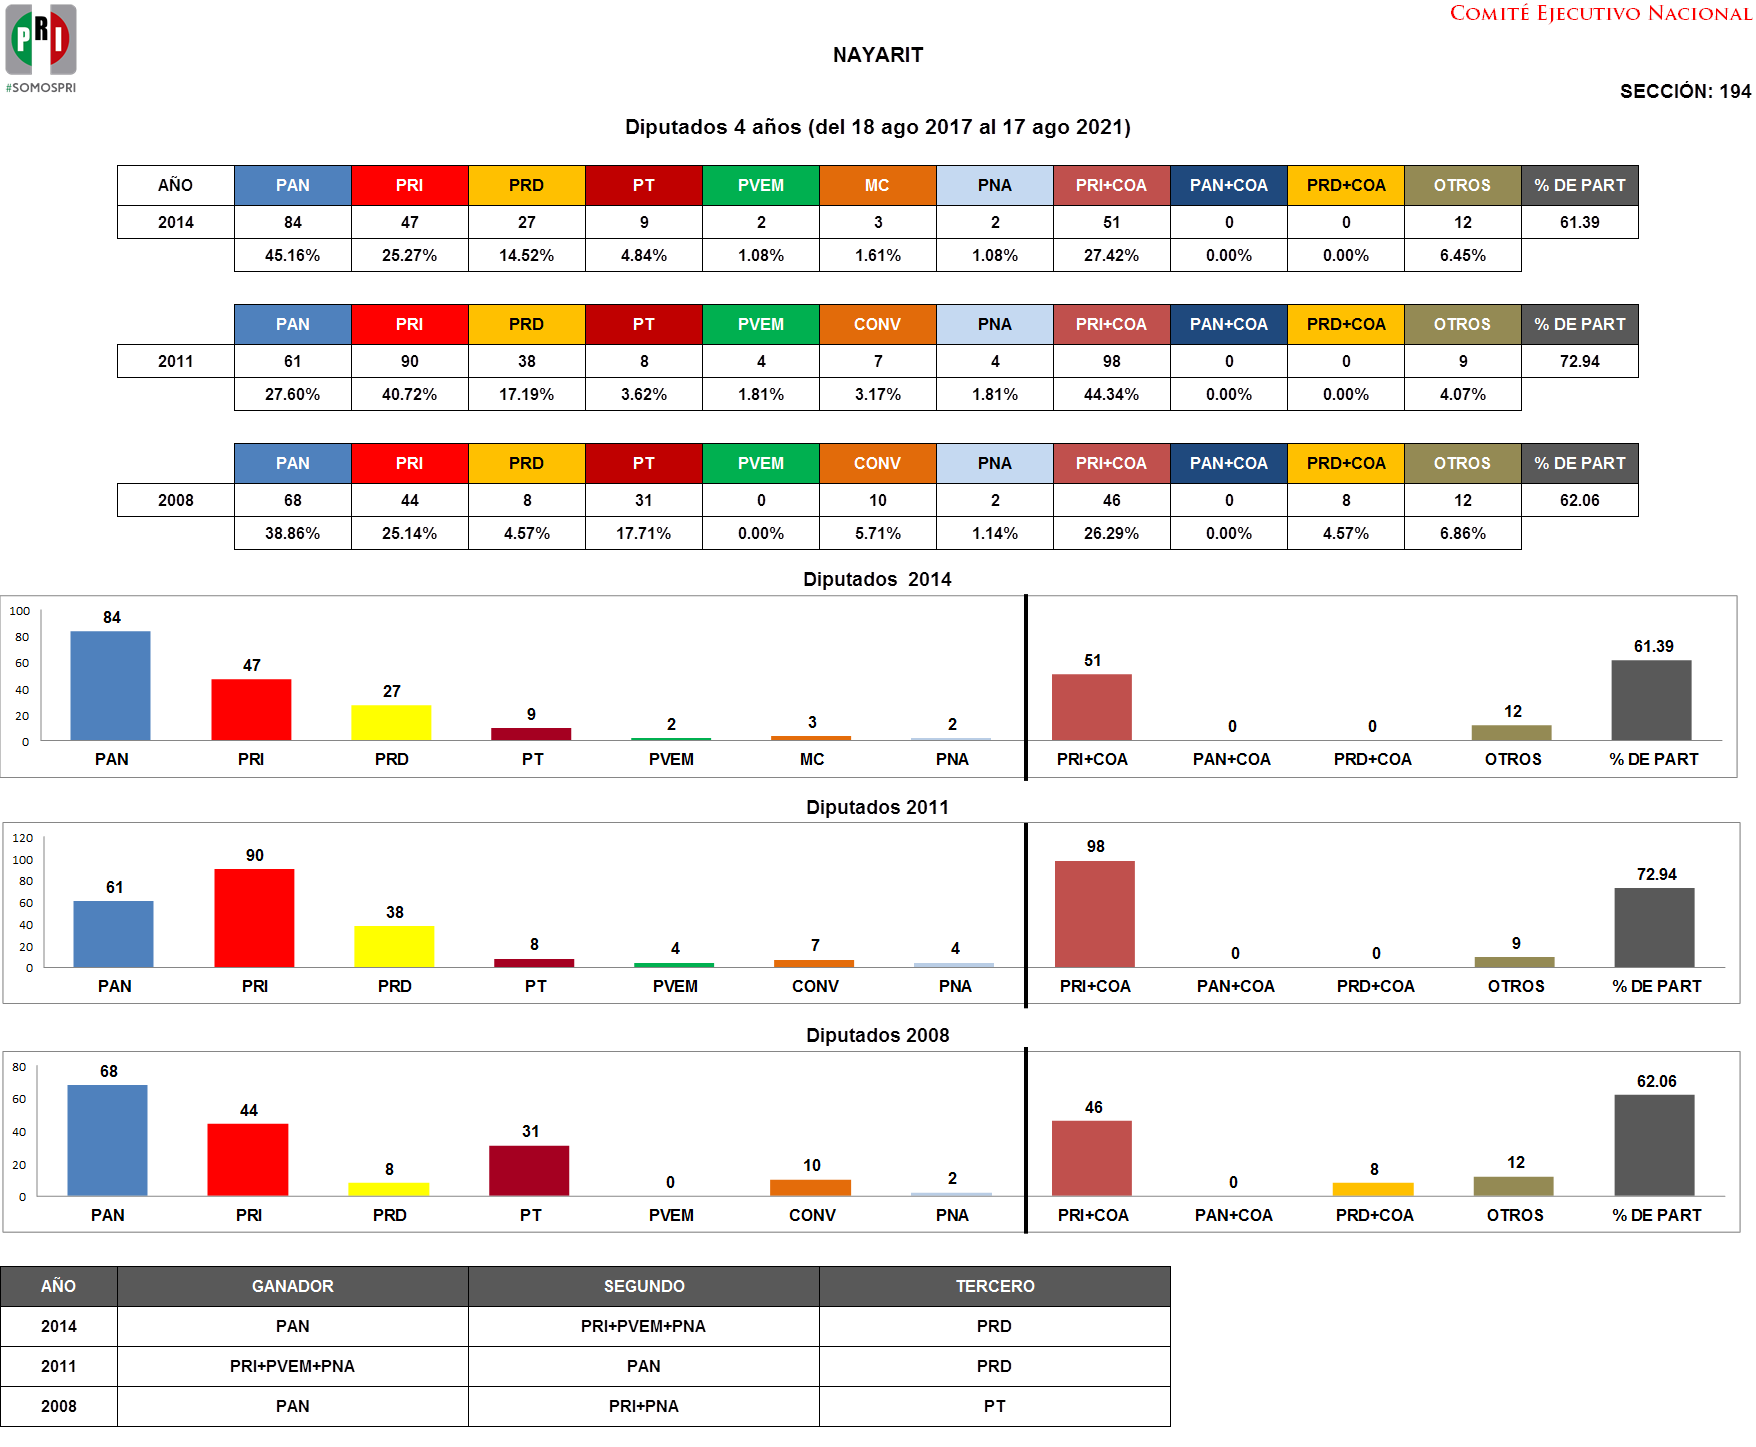 PRI
#SOMOSPRI
COMITÉ EJECUTIVO NACIONAL
NAYARIT
SECCIÓN: 194
Diputados 4 años (del 18 ago 2017 al 17 ago 2021)
AÑO PAN PRI PRD PT PVEM MC PNA PRI+COA PAN+COA PRD+COA OTROS % DE PART
2014 84 47 27 9 2 3 2 51 0 0 12 61.39
45.16% 25.27% 14.52% 4.84% 1.08% 1.61% 1.08% 27.42% 0.00% 0.00% 6.45%
PAN PRI PRD PT PVEM CONV PNA PRI+COA PAN+COA PRD+COA OTROS % DE PART
2011 61 90 38 8 4 7 4 98 0 0 9 72.94
27.60% 40.72% 17.19% 3.62% 1.81% 3.17% 1.81% 44.34% 0.00% 0.00% 4.07%
PAN PRI PRD PT PVEM CONV PNA PRI+COA PAN+COA PRD+COA OTROS % DE PART
2008 68 44 8 31 0 10 2 46 0 8 12 62.06
38.86% 25.14% 4.57% 17.71% 0.00% 5.71% 1.14% 26.29% 0.00% 4.57% 6.86%
Diputados 2014
100
80
60
40
20
0
84 47 27 9 2 3 2 51 0 0 12 61.39
PAN PRI PRD PT PVEM MC PNA PRI+COA PAN+COA PRD+COA OTROS % DE PART
Diputados 2011
120
100
80
60
40
20
0
61 90 38 8 4 7 4 98 0 0 9 72.94
PAN PRI PRD PT PVEM CONV PNA PRI+COA PAN+COA PRD+COA OTROS % DE PART
Diputados 2008
80
60
40
20
0
68 44 8 31 0 10 2 46 0 8 12 62.06
PAN PRI PRD PT PVEM CONV PNA PRI+COA PAN+COA PRD+COA OTROS % DE PART
AÑO GANADOR SEGUNDO TERCERO
2014 PAN PRI+PVEM+PNA PRD
2011 PRI+PVEM+PNA PAN PRD
2008 PAN PRI+PNA PT